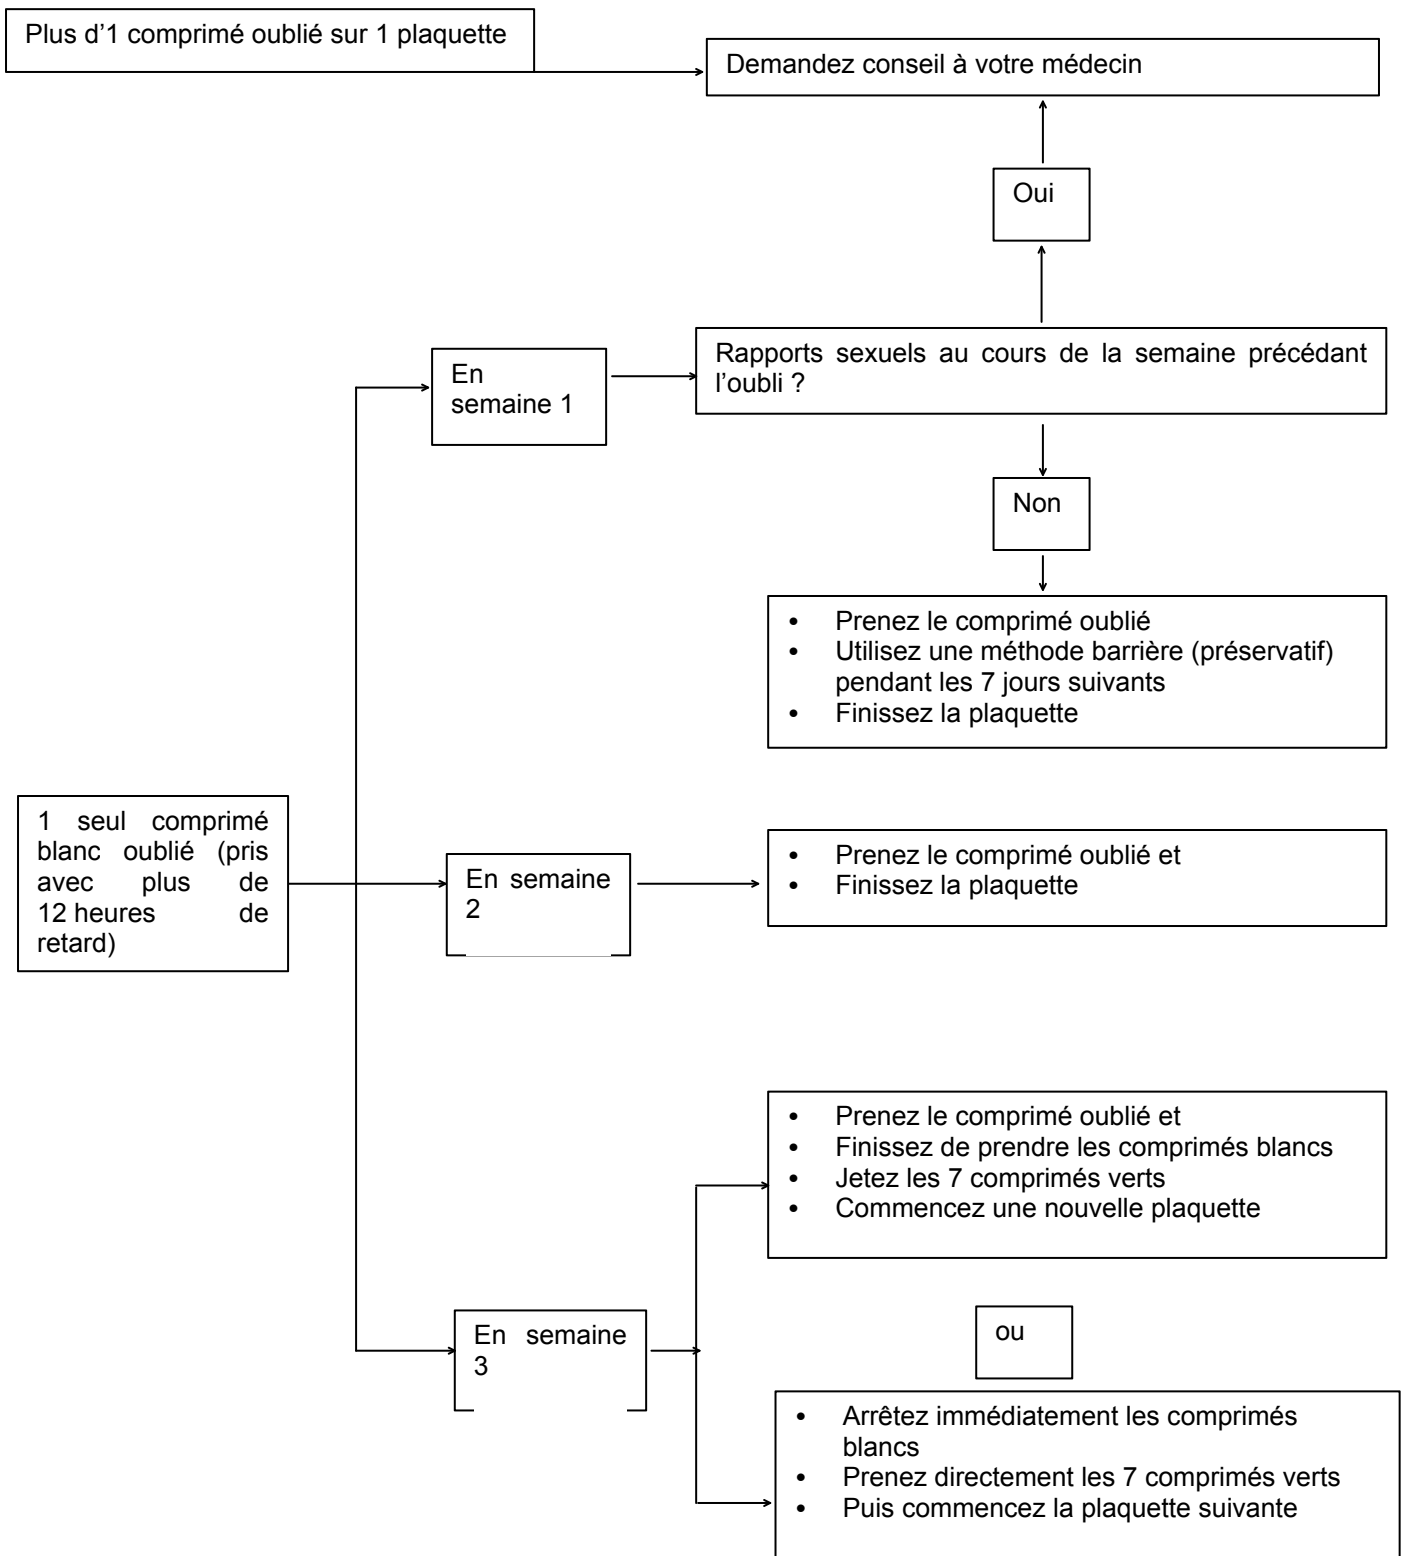 Plus d’1 comprimé oublié sur 1 plaquette
Demandez conseil à votre médecin
Oui
Rapports sexuels au cours de la semaine précédant
l’oubli ?
En
semaine 1
Non
• Prenez le comprimé oublié
• Utilisez une méthode barrière (préservatif)
pendant les 7 jours suivants
• Finissez la plaquette
1 seul comprimé
blanc oublié (pris
avec plus de
12 heures de
retard)
En semaine
2
• Prenez le comprimé oublié et
• Finissez la plaquette
• Prenez le comprimé oublié et
• Finissez de prendre les comprimés blancs
• Jetez les 7 comprimés verts
• Commencez une nouvelle plaquette
En semaine
3
ou
• Arrêtez immédiatement les comprimés
blancs
• Prenez directement les 7 comprimés verts
• Puis commencez la plaquette suivante